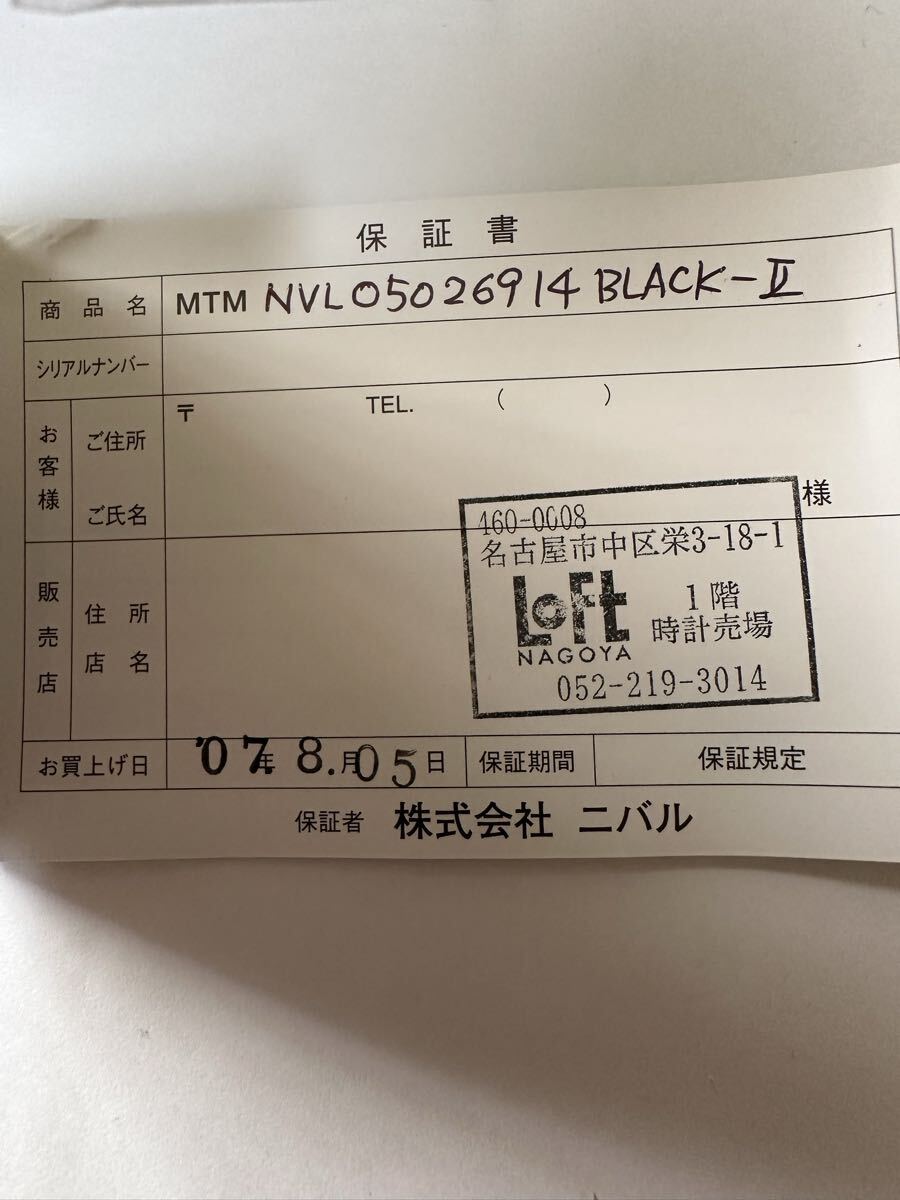 保証書
商品名 MTM NVL05026914 BLACK-Ⅱ
シリアルナンバー
お客様 ご住所 〒 TEL. ( )
ご氏名 様
販売店 住所 店名
460-0008
名古屋市中区栄3-18-1
LoFt 1階
NAGOYA 時計売場
052-219-3014
お買上げ日 '07年 8.月05日 保証期間 保証規定
保証者 株式会社 ニバル